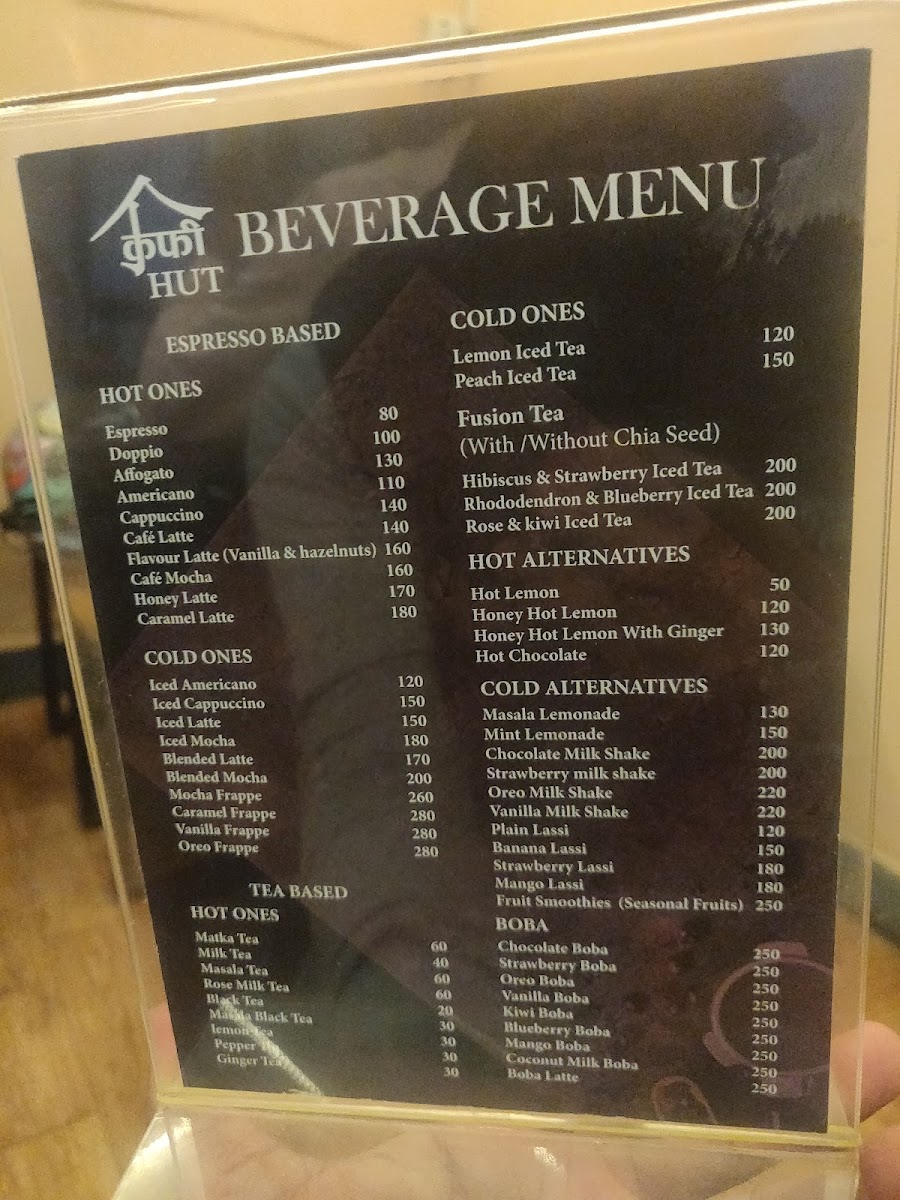 कफी
HUT
BEVERAGE MENU
ESPRESSO BASED
HOT ONES
Espresso 80
Doppio 100
Affogato 130
Americano 110
Cappuccino 140
Café Latte 140
Flavour Latte (Vanilla & hazelnuts) 160
Café Mocha 160
Honey Latte 170
Caramel Latte 180
COLD ONES
Iced Americano 120
Iced Cappuccino 150
Iced Latte 150
Iced Mocha 180
Blended Latte 170
Blended Mocha 200
Mocha Frappe 260
Caramel Frappe 280
Vanilla Frappe 280
Oreo Frappe 280
TEA BASED
HOT ONES
Matka Tea 60
Milk Tea 40
Masala Tea 60
Rose Milk Tea 60
Black Tea 20
Masala Black Tea 30
lemon Tea 30
Pepper Tea 30
Ginger Tea 30
COLD ONES
Lemon Iced Tea 120
Peach Iced Tea 150
Fusion Tea
(With /Without Chia Seed)
Hibiscus & Strawberry Iced Tea 200
Rhododendron & Blueberry Iced Tea 200
Rose & kiwi Iced Tea 200
HOT ALTERNATIVES
Hot Lemon 50
Honey Hot Lemon 120
Honey Hot Lemon With Ginger 130
Hot Chocolate 120
COLD ALTERNATIVES
Masala Lemonade 130
Mint Lemonade 150
Chocolate Milk Shake 200
Strawberry milk shake 200
Oreo Milk Shake 220
Vanilla Milk Shake 220
Plain Lassi 120
Banana Lassi 150
Strawberry Lassi 180
Mango Lassi 180
Fruit Smoothies (Seasonal Fruits) 250
BOBA
Chocolate Boba 250
Strawberry Boba 250
Oreo Boba 250
Vanilla Boba 250
Kiwi Boba 250
Blueberry Boba 250
Mango Boba 250
Coconut Milk Boba 250
Boba Latte 250